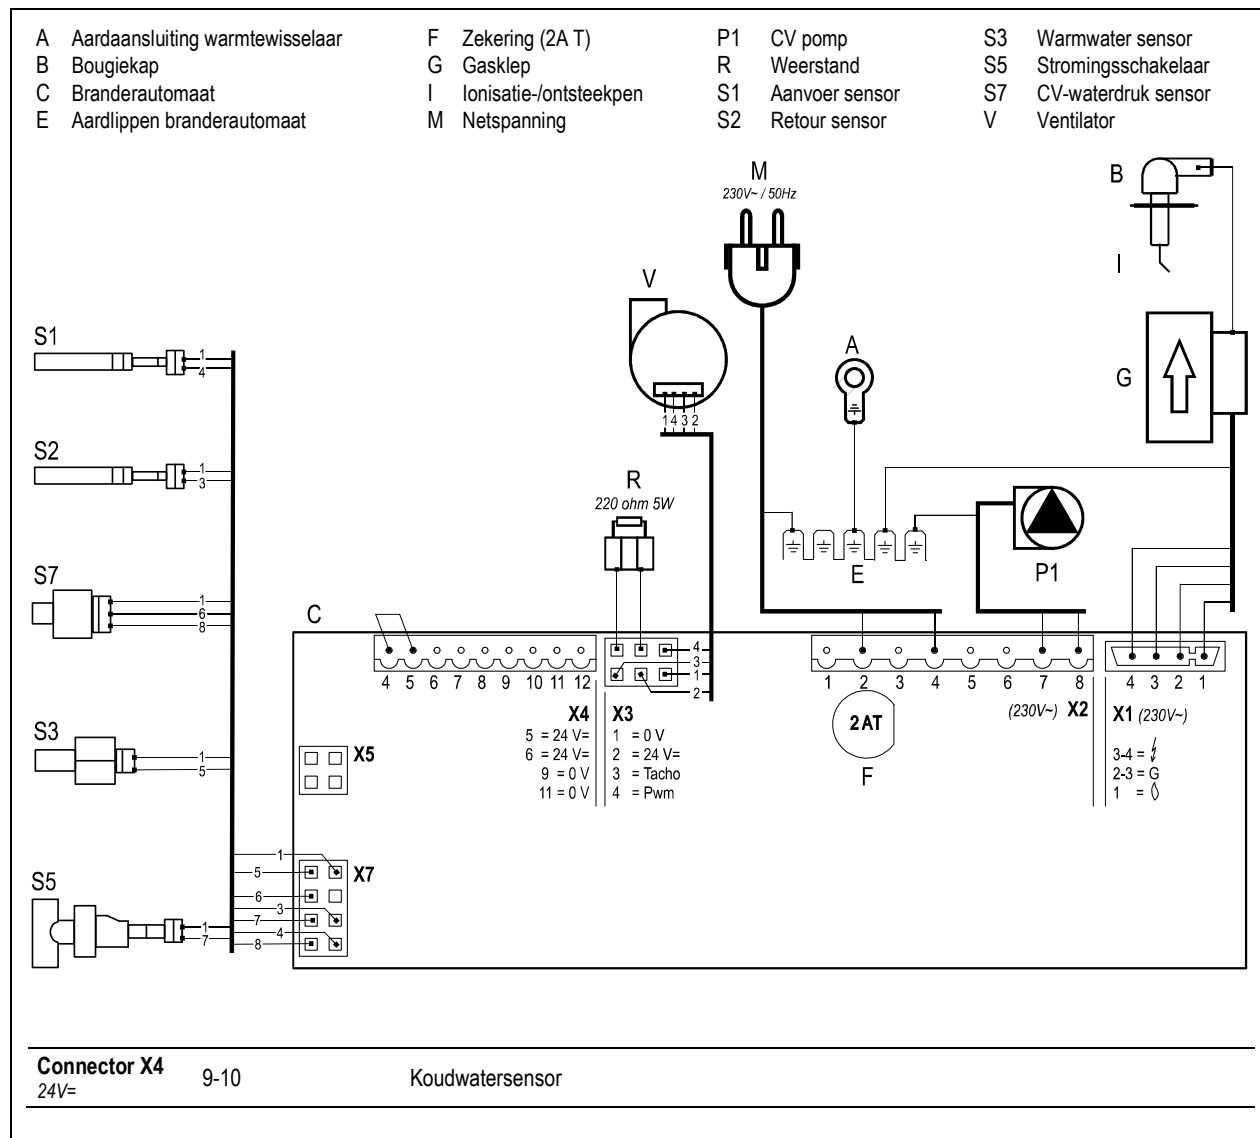 A Aardaansluiting warmtewisselaar F Zekering (2A T) P1 CV pomp S3 Warmwater sensor
B Bougiekap G Gasklep R Weerstand S5 Stromingsschakelaar
C Branderautomaat I Ionisatie-/ontsteekpen S1 Aanvoer sensor S7 CV-waterdruk sensor
E Aardlippen branderautomaat M Netspanning S2 Retour sensor V Ventilator
M
230V~ / 50Hz
B
I
V
1 4 3 2
A
G
S1
1
4
S2
1
3
R
220 ohm 5W
E
P1
S7
1
6
8
C
4 5 6 7 8 9 10 11 12
4
3
1
2
1 2 3 4 5 6 7 8
4 3 2 1
X4
5 = 24 V=
6 = 24 V=
9 = 0 V
11 = 0 V
X3
1 = 0 V
2 = 24 V=
3 = Tacho
4 = Pwm
2 AT
F
(230V~) X2
X1 (230V~)
3-4 =
2-3 = G
1 =
S3
1
5
X5
S5
1
7
1
5
6
3
7
4
8
X7
Connector X4 9-10 Koudwatersensor
24V=